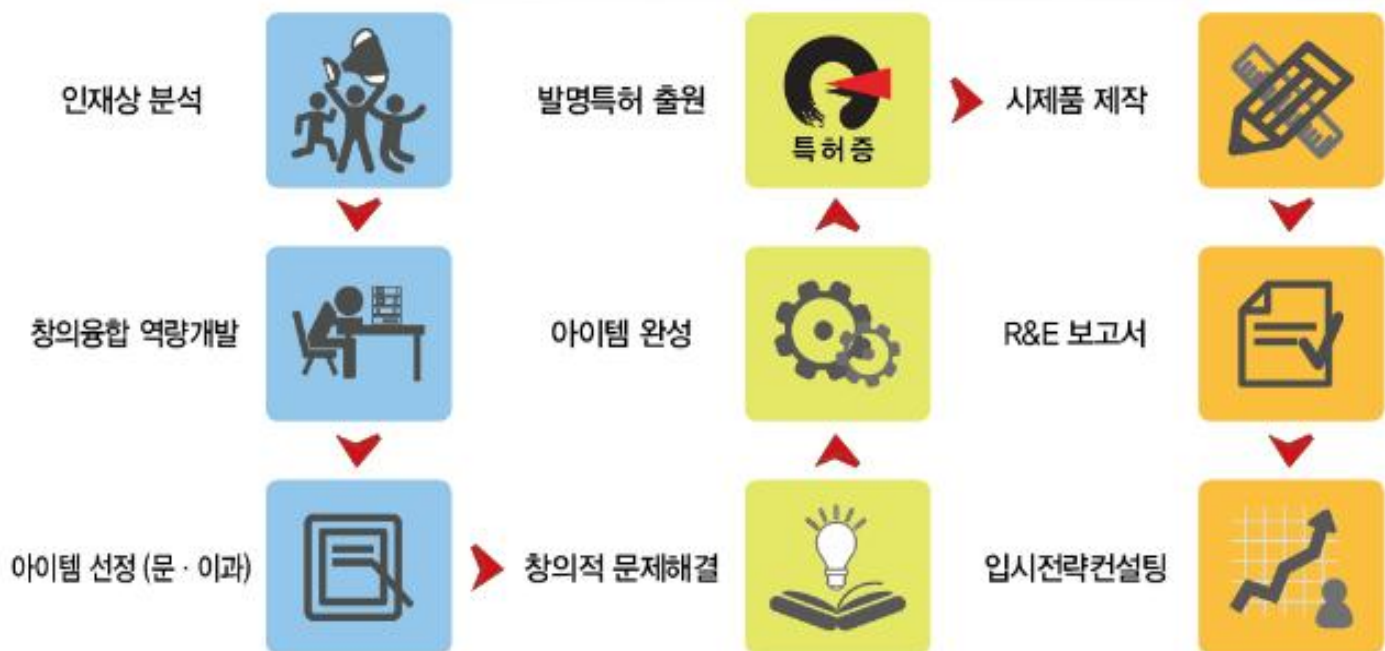 인재상 분석
창의융합 역량개발
아이템 선정 (문 · 이과)
창의적 문제해결
아이템 완성
발명특허 출원
특허증
시제품 제작
R&E 보고서
입시전략컨설팅